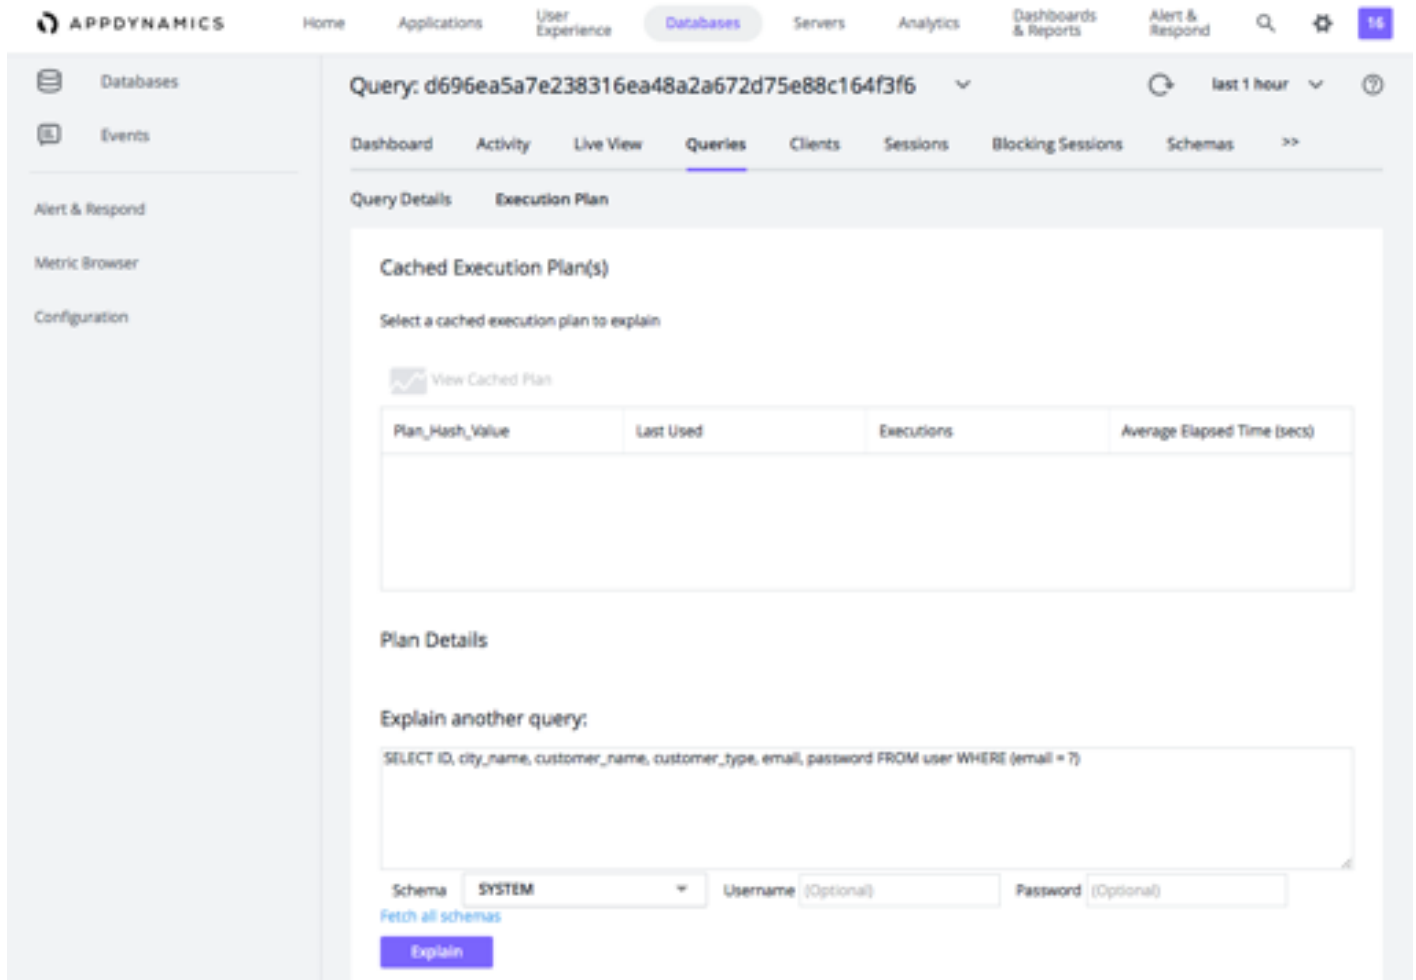 APPDYNAMICS
Home
Applications
User
Experience
Databases
Servers
Analytics
Dashboards
& Reports
Alert &
Respond
16
Databases
Events
Alert & Respond
Metric Browser
Configuration
Query: d696ea5a7e238316ea48a2a672d75e88c164f3f6
last 1 hour
Dashboard
Activity
Live View
Queries
Clients
Sessions
Blocking Sessions
Schemas
>>
Query Details
Execution Plan
Cached Execution Plan(s)
Select a cached execution plan to explain
View Cached Plan
Plan_Hash_Value
Last Used
Executions
Average Elapsed Time (secs)
Plan Details
Explain another query:
SELECT ID, city_name, customer_name, customer_type, email, password FROM user WHERE (email = ?)
Schema
SYSTEM
Username
(Optional)
Password
(Optional)
Fetch all schemas
Explain